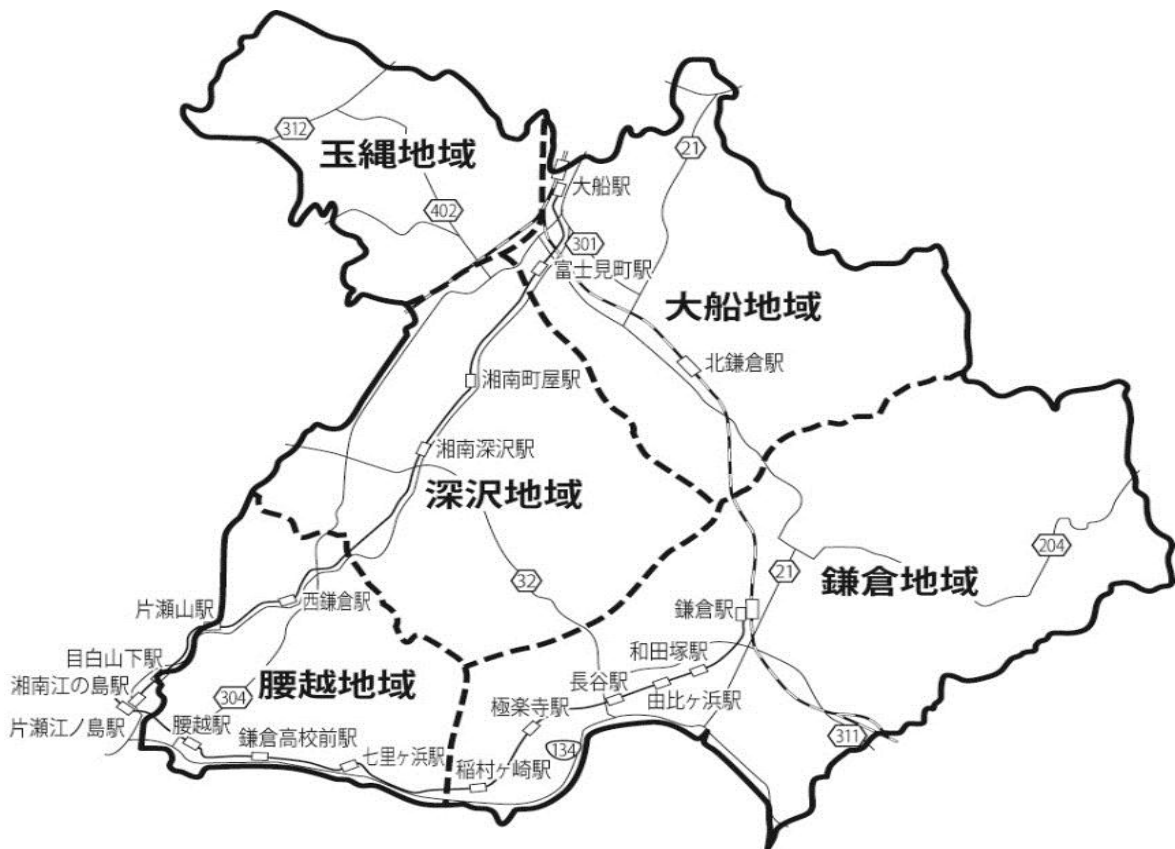 312
玉縄地域
21
大船駅
402
301
富士見町駅
大船地域
北鎌倉駅
湘南町屋駅
湘南深沢駅
深沢地域
204
32
21
鎌倉地域
西鎌倉駅
片瀬山駅
鎌倉駅
目白山下駅
和田塚駅
湘南江の島駅
304
腰越地域
長谷駅
由比ヶ浜駅
片瀬江ノ島駅
腰越駅
極楽寺駅
鎌倉高校前駅
134
311
七里ヶ浜駅
稲村ヶ崎駅